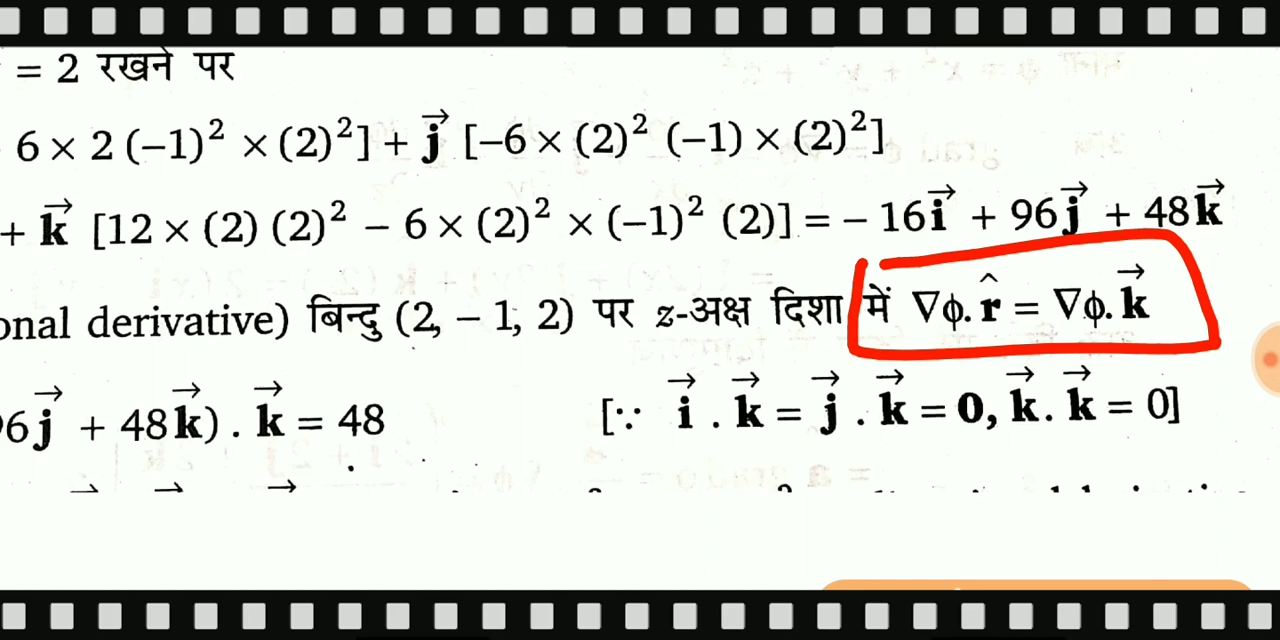 = 2 रखने पर
6 × 2 (−1)² × (2)²] + j⃗ [−6 × (2)² (−1) × (2)²]
+ k⃗ [12 × (2) (2)² − 6 × (2)² × (−1)² (2)] = − 16i⃗ + 96j⃗ + 48k⃗
onal derivative) बिन्दु (2, − 1, 2) पर z-अक्ष दिशा में ∇ϕ. r̂ = ∇ϕ. k⃗
6j⃗ + 48k⃗) . k⃗ = 48 [∵ i⃗ . k⃗ = j⃗ . k⃗ = 0, k⃗. k⃗ = 0]